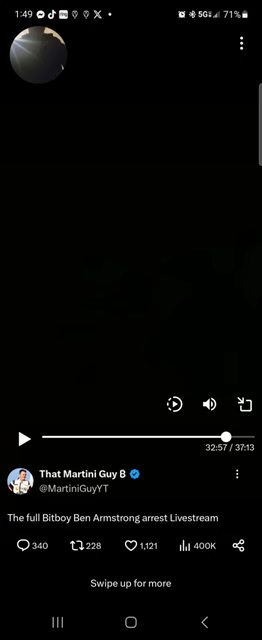 1:49 5G 71%
32:57 / 37:13
That Martini Guy B
@MartiniGuyYT
The full Bitboy Ben Armstrong arrest Livestream
340 228 1,121 400K
Swipe up for more